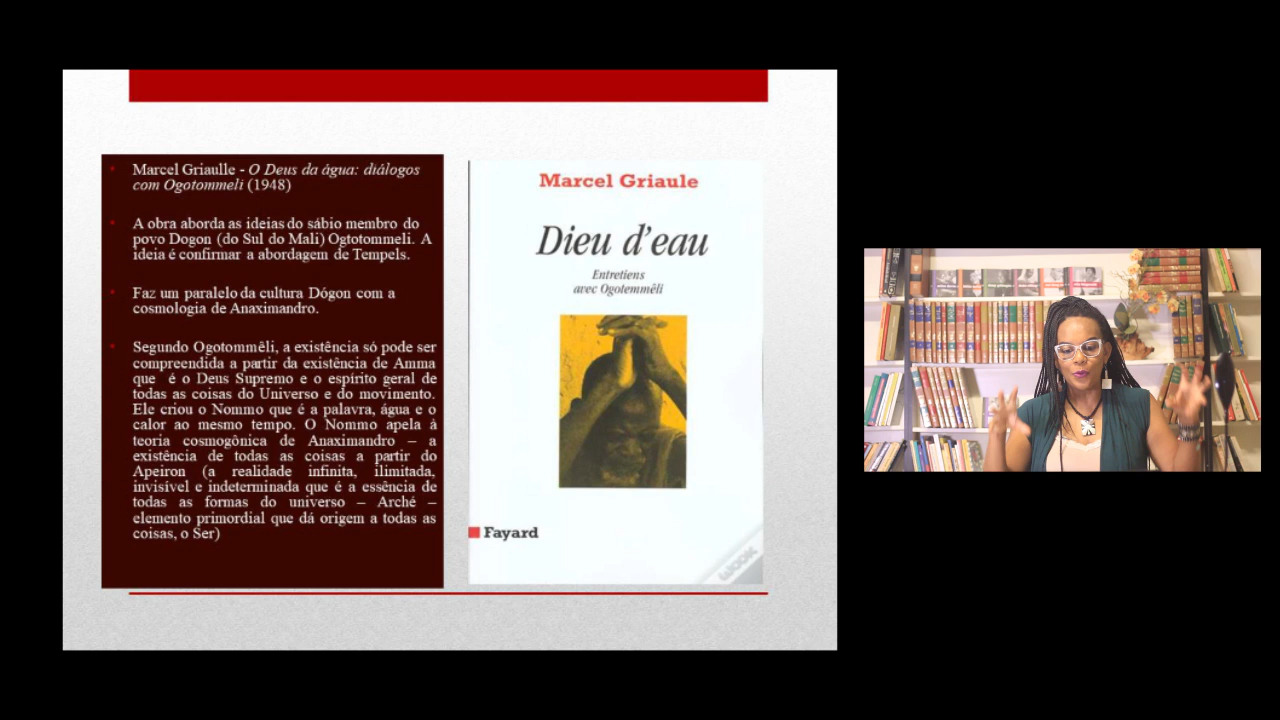 Marcel Griaulle - O Deus da água: diálogos
com Ogotommeli (1948)
A obra aborda as ideias do sábio membro do
povo Dogon (do Sul do Mali) Ogtotommeli. A
ideia é confirmar a abordagem de Tempels.
Faz um paralelo da cultura Dógon com a
cosmologia de Anaximandro.
Segundo Ogotommêli, a existência só pode ser
compreendida a partir da existência de Amma
que é o Deus Supremo e o espírito geral de
todas as coisas do Universo e do movimento.
Ele criou o Nommo que é a palavra, água e o
calor ao mesmo tempo. O Nommo apela à
teoria cosmogônica de Anaximandro – a
existência de todas as coisas a partir do
Apeiron (a realidade infinita, ilimitada,
invisível e indeterminada que é a essência de
todas as formas do universo – Arché –
elemento primordial que dá origem a todas as
coisas, o Ser)
Marcel Griaule
Dieu d'eau
Entretiens
avec Ogotemmêli
Fayard
WOOK